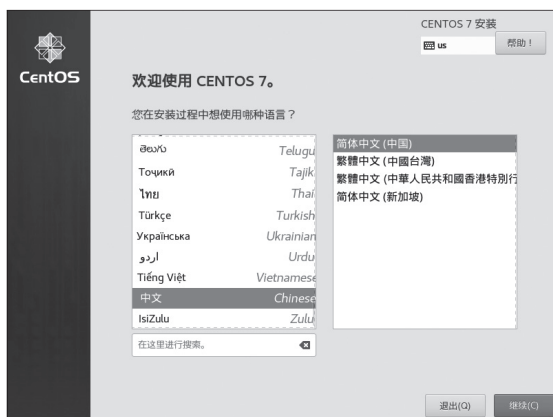 CENTOS 7 安装
us
帮助！
CentOS
欢迎使用 CENTOS 7。
您在安装过程中想使用哪种语言？
తెలుగు Telugu
Тоҷикӣ Tajik
ไทย Thai
Türkçe Turkish
Українська Ukrainian
اردو Urdu
Tiếng Việt Vietnamese
中文 Chinese
IsiZulu Zulu
简体中文 (中国)
繁體中文 (中國台灣)
繁體中文 (中華人民共和國香港特別行
简体中文 (新加坡)
在这里进行搜索。
退出(Q)
继续(C)